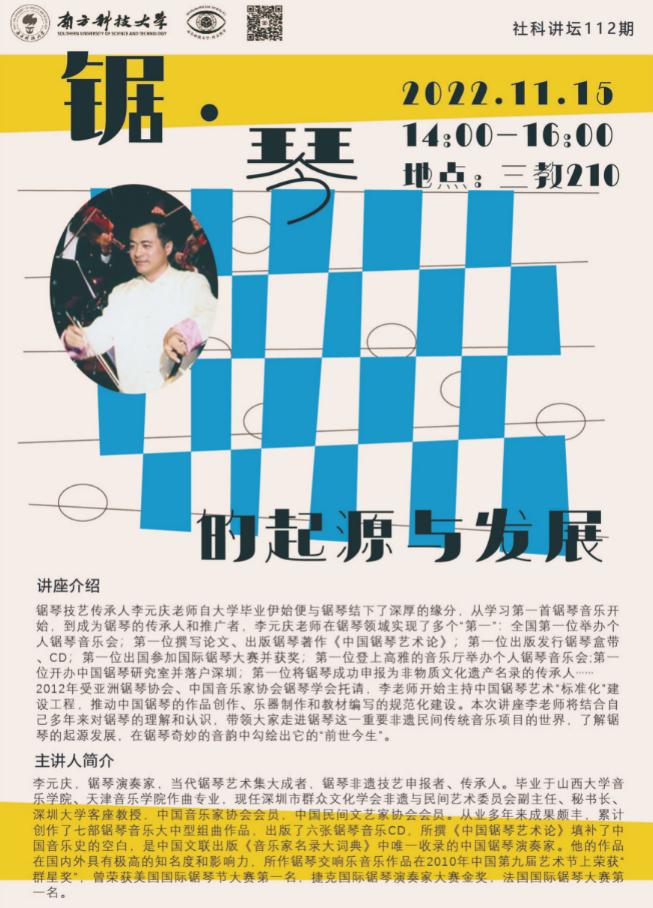 南方科技大学
SOUTHERN UNIVERSITY OF SCIENCE AND TECHNOLOGY
社科讲坛112期
锯·琴
2022.11.15
14:00—16:00
地点：三教210
的起源与发展
讲座介绍
锯琴技艺传承人李元庆老师自大学毕业伊始便与锯琴结下了深厚的缘分，从学习第一首锯琴音乐开
始，到成为锯琴的传承人和推广者，李元庆老师在锯琴领域实现了多个“第一”：全国第一位举办个
人锯琴音乐会；第一位撰写论文、出版锯琴著作《中国锯琴艺术论》；第一位出版发行锯琴盒带
、CD；第一位出国参加国际锯琴大赛并获奖；第一位登上高雅的音乐厅举办个人锯琴音乐会;第一
位开办中国锯琴研究室并落户深圳；第一位将锯琴成功申报为非物质文化遗产名录的传承人……
2012年受亚洲锯琴协会、中国音乐家协会锯琴学会托请，李老师开始主持中国锯琴艺术“标准化”建
设工程，推动中国锯琴的作品创作、乐器制作和教材编写的规范化建设。本次讲座李老师将结合自
己多年来对锯琴的理解和认识，带领大家走进锯琴这一重要非遗民间传统音乐项目的世界，了解锯
琴的起源发展，在锯琴奇妙的音韵中勾绘出它的“前世今生”。
主讲人简介
李元庆，锯琴演奏家，当代锯琴艺术集大成者，锯琴非遗技艺申报者、传承人。毕业于山西大学音
乐学院、天津音乐学院作曲专业，现任深圳市群众文化学会非遗与民间艺术委员会副主任、秘书长、
深圳大学客座教授，中国音乐家协会会员，中国民间文艺家协会会员。从业多年来成果颇丰，累计
创作了七部锯琴音乐大中型组曲作品，出版了六张锯琴音乐CD，所撰《中国锯琴艺术论》填补了中
国音乐史的空白，是中国文联出版《音乐家名录大词典》中唯一收录的中国锯琴演奏家。他的作品
在国内外具有极高的知名度和影响力，所作锯琴交响乐音乐作品在2010年中国第九届艺术节上荣获“
群星奖”，曾荣获美国国际锯琴节大赛第一名，捷克国际锯琴演奏家大赛金奖，法国国际锯琴大赛第
一名。